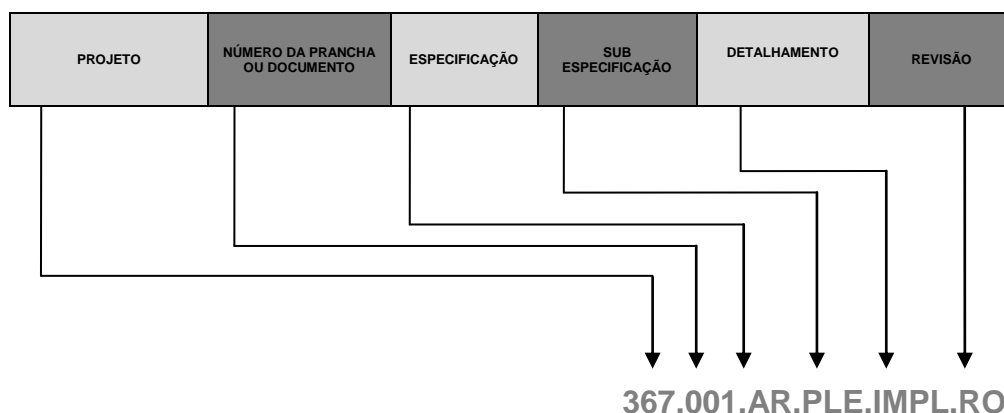 PROJETO
NÚMERO DA PRANCHA
OU DOCUMENTO
ESPECIFICAÇÃO
SUB
ESPECIFICAÇÃO
DETALHAMENTO
REVISÃO
367.001.AR.PLE.IMPL.RO